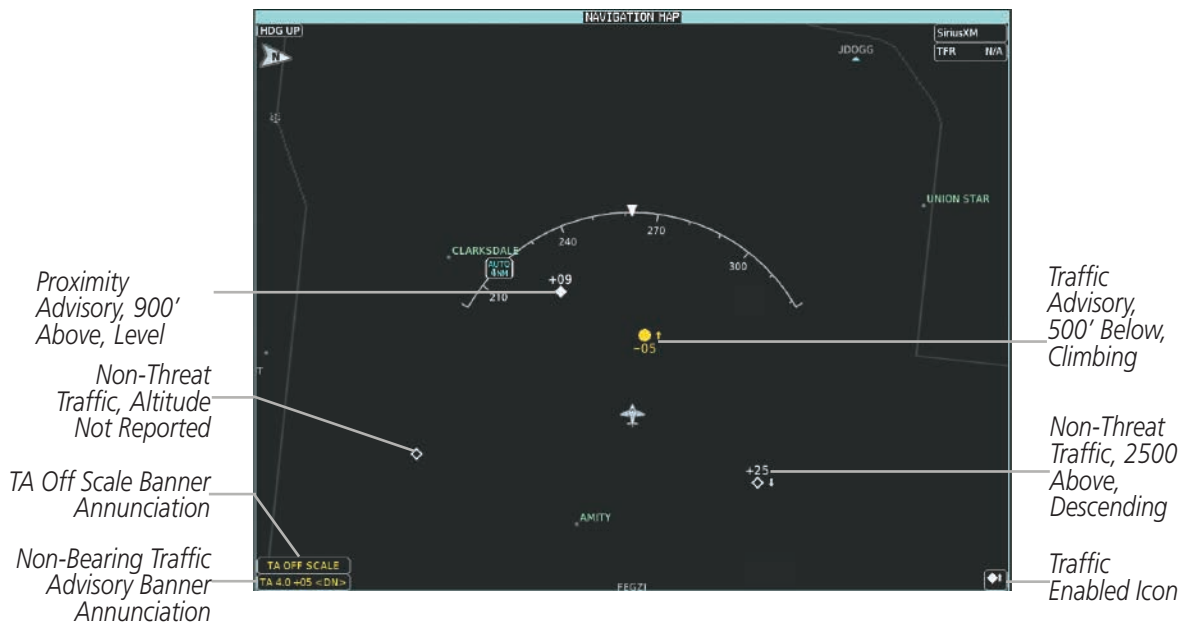 NAVIGATION MAP
HDG UP
N
SiriusXM
TFR N/A
JDOGG
UNION STAR
CLARKSDALE
AUTO
4NM
210
240
270
300
+09
−05
+25
T
AMITY
TA OFF SCALE
TA 4.0 +05 <DN>
EEGZI
Proximity
Advisory, 900’
Above, Level
Non-Threat
Traffic, Altitude
Not Reported
TA Off Scale Banner
Annunciation
Non-Bearing Traffic
Advisory Banner
Annunciation
Traffic
Advisory,
500’ Below,
Climbing
Non-Threat
Traffic, 2500
Above,
Descending
Traffic
Enabled Icon